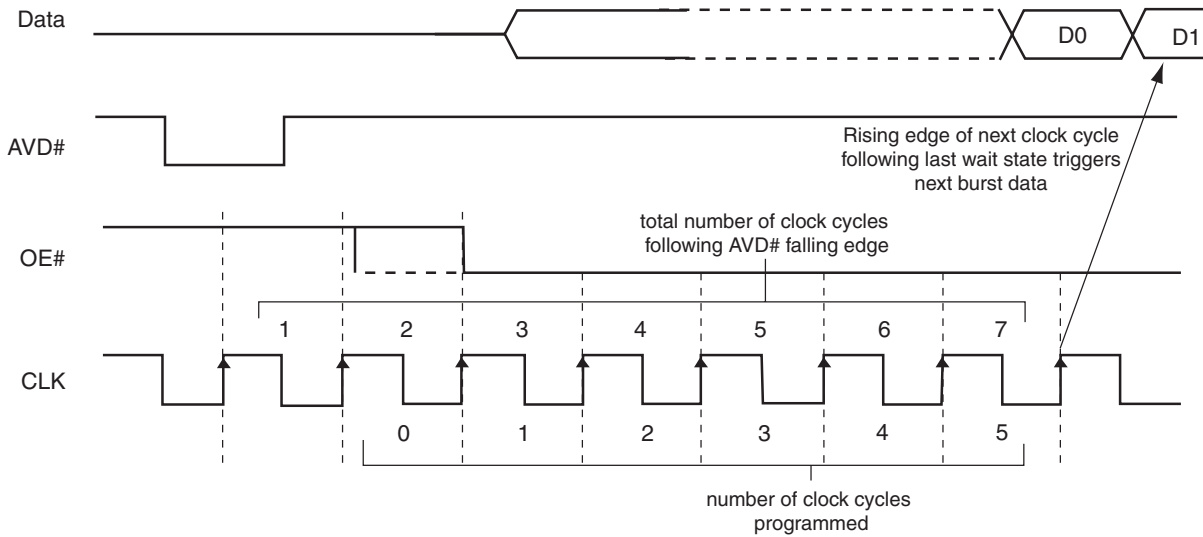 Data
D0
D1
AVD#
Rising edge of next clock cycle
following last wait state triggers
next burst data
total number of clock cycles
following AVD# falling edge
OE#
1 2 3 4 5 6 7
CLK
0 1 2 3 4 5
number of clock cycles
programmed